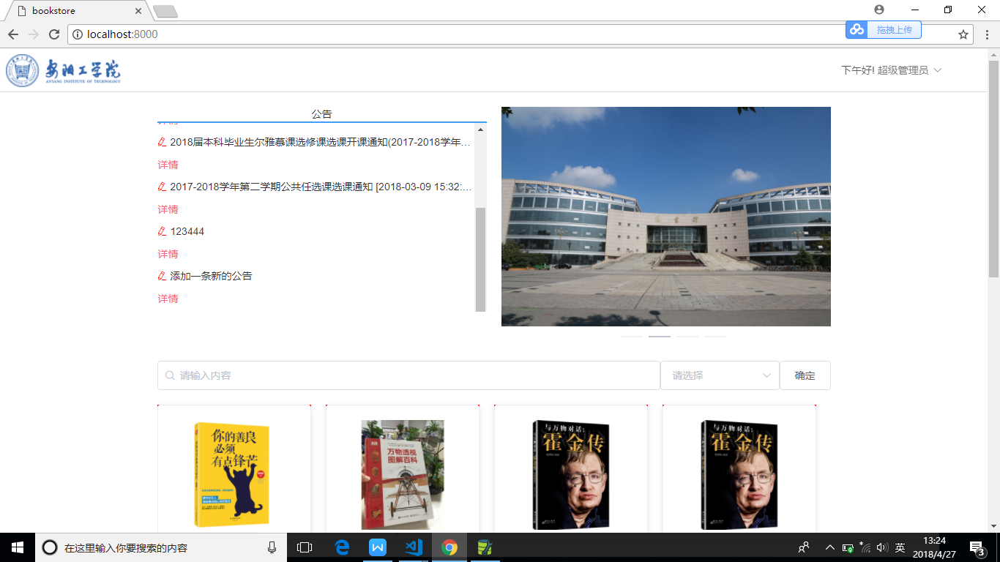 bookstore
localhost:8000
拖拽上传
安阳工学院
ANYANG INSTITUTE OF TECHNOLOGY
下午好! 超级管理员
公告
详情
2018届本科毕业生尔雅慕课选修课选课开课通知(2017-2018学年…
详情
2017-2018学年第二学期公共任选课选课通知 [2018-03-09 15:32:…
详情
123444
详情
添加一条新的公告
详情
图书馆
请输入内容
请选择
确定
你的善良
必须
有点锋芒
万物透视
图解百科
与万物对话:
霍金传
与万物对话:
霍金传
在这里输入你要搜索的内容
英
13:24
2018/4/27
3